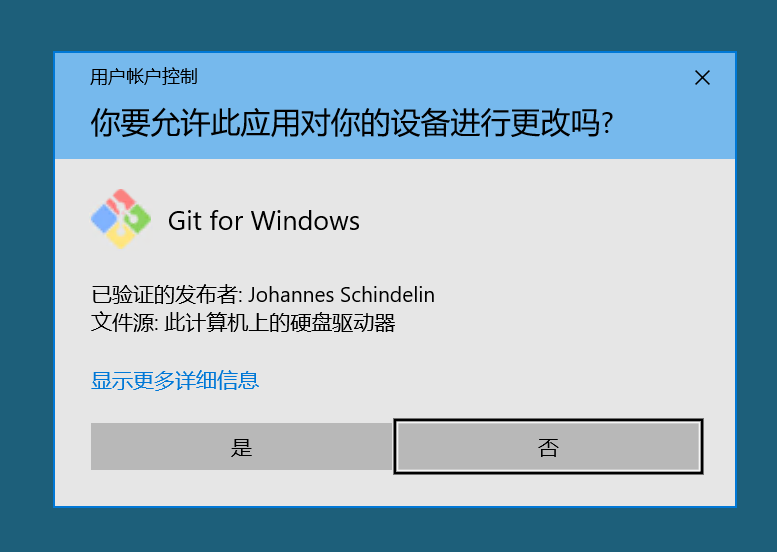 用户帐户控制
你要允许此应用对你的设备进行更改吗?
Git for Windows
已验证的发布者: Johannes Schindelin
文件源: 此计算机上的硬盘驱动器
显示更多详细信息
是
否